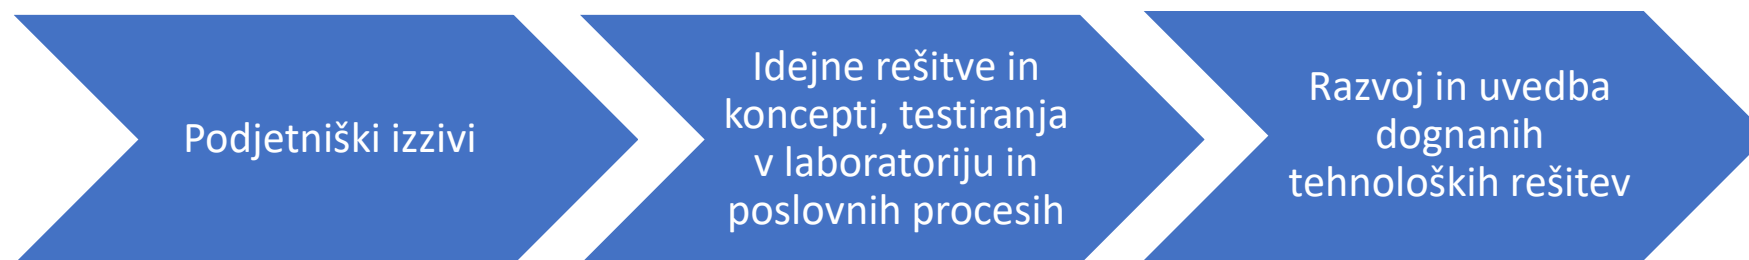 Podjetniški izzivi
Idejne rešitve in
koncepti, testiranja
v laboratoriju in
poslovnih procesih
Razvoj in uvedba
dognanih
tehnoloških rešitev